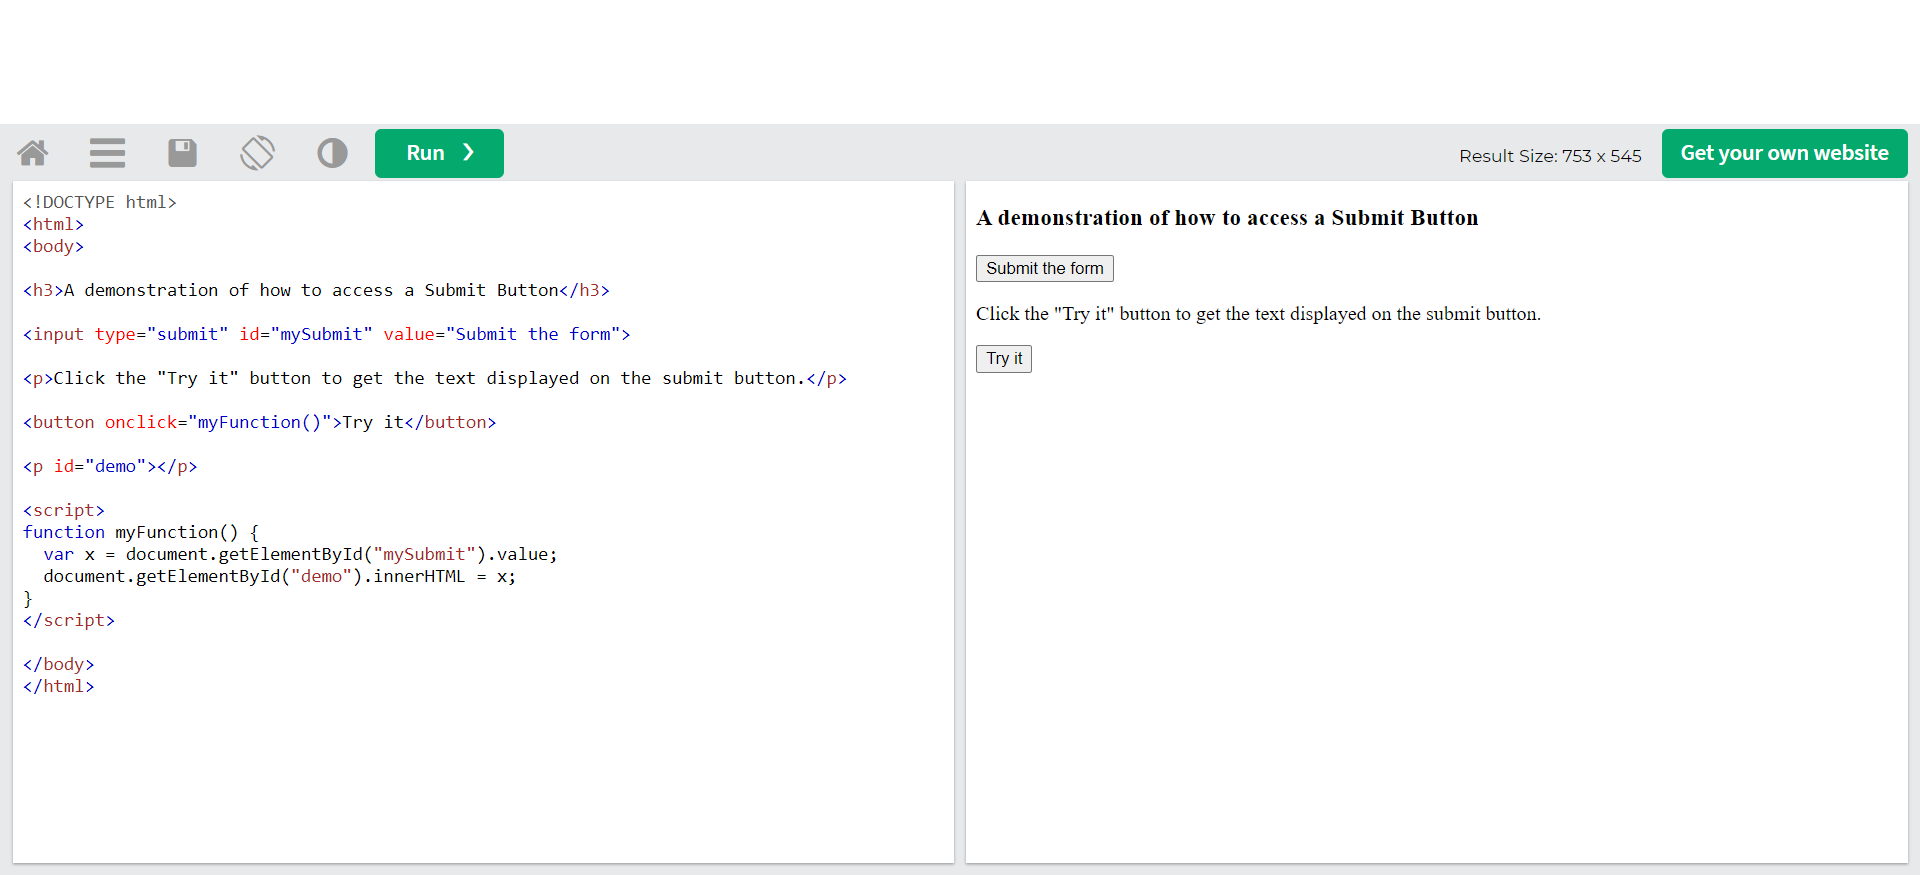 Run ❯
Result Size: 753 x 545
Get your own website
<!DOCTYPE html>
<html>
<body>
<h3>A demonstration of how to access a Submit Button</h3>
<input type="submit" id="mySubmit" value="Submit the form">
<p>Click the "Try it" button to get the text displayed on the submit button.</p>
<button onclick="myFunction()">Try it</button>
<p id="demo"></p>
<script>
function myFunction() {
  var x = document.getElementById("mySubmit").value;
  document.getElementById("demo").innerHTML = x;
}
</script>
</body>
</html>
A demonstration of how to access a Submit Button
Submit the form
Click the "Try it" button to get the text displayed on the submit button.
Try it